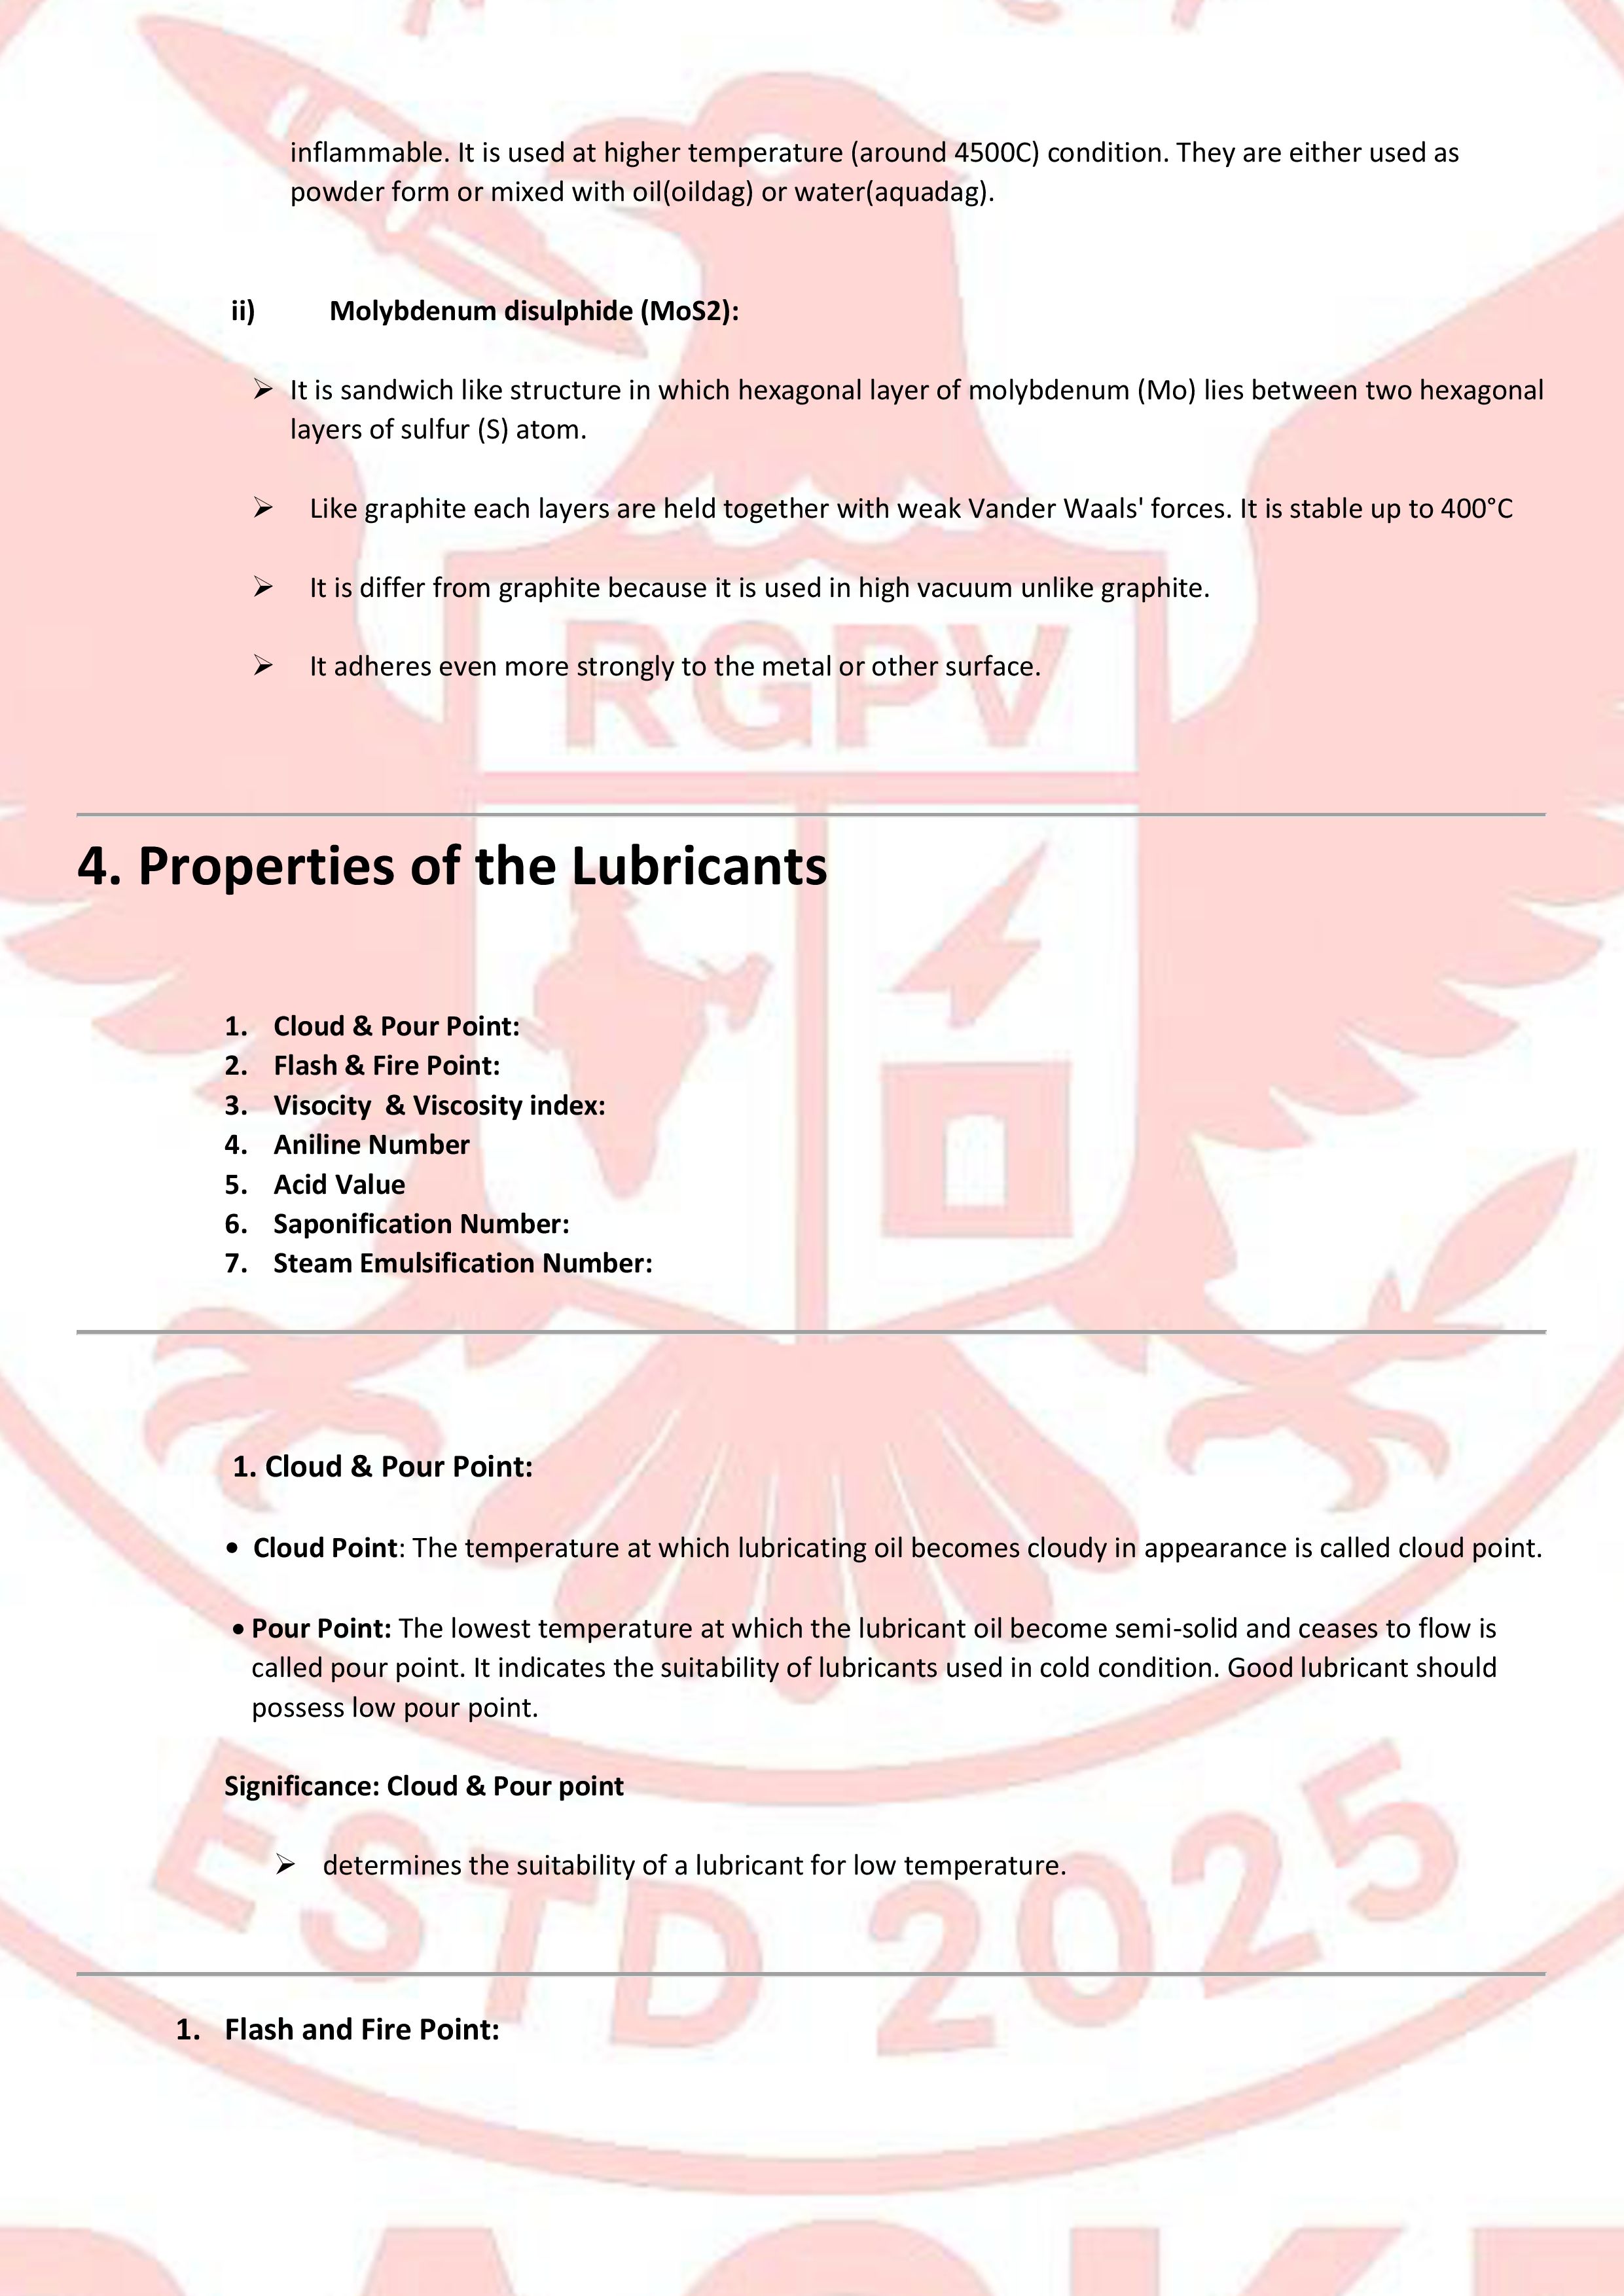 inflammable. It is used at higher temperature (around 4500C) condition. They are either used as
powder form or mixed with oil(oildag) or water(aquadag).
ii) Molybdenum disulphide (MoS2):
➢ It is sandwich like structure in which hexagonal layer of molybdenum (Mo) lies between two hexagonal
layers of sulfur (S) atom.
➢ Like graphite each layers are held together with weak Vander Waals' forces. It is stable up to 400°C
➢ It is differ from graphite because it is used in high vacuum unlike graphite.
RGPV
➢ It adheres even more strongly to the metal or other surface.
4. Properties of the Lubricants
1. Cloud & Pour Point:
2. Flash & Fire Point:
3. Visocity & Viscosity index:
4. Aniline Number
5. Acid Value
6. Saponification Number:
7. Steam Emulsification Number:
1. Cloud & Pour Point:
• Cloud Point: The temperature at which lubricating oil becomes cloudy in appearance is called cloud point.
• Pour Point: The lowest temperature at which the lubricant oil become semi-solid and ceases to flow is
called pour point. It indicates the suitability of lubricants used in cold condition. Good lubricant should
possess low pour point.
Significance: Cloud & Pour point
➢ determines the suitability of a lubricant for low temperature.
ESTD 2025
1. Flash and Fire Point: